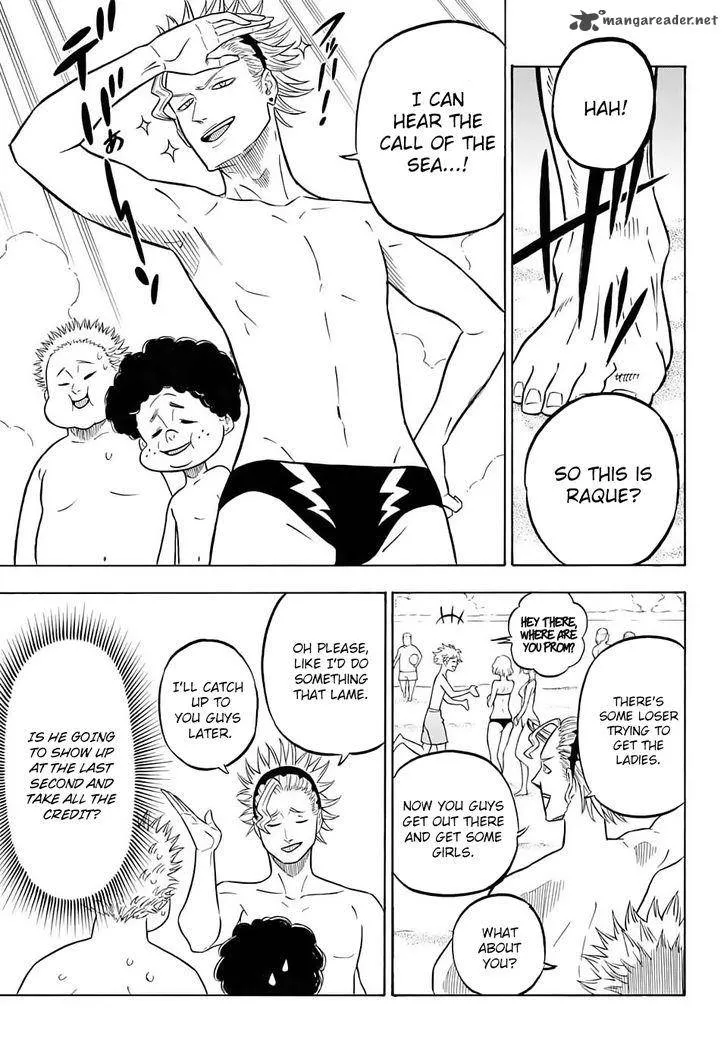 mangareader.net
HAH!
SO THIS IS
RAQUE?
I CAN
HEAR THE
CALL OF THE
SEA...!
HEY THERE,
WHERE ARE
YOU PROM?
THERE'S
SOME LOSER
TRYING TO
GET THE
LADIES.
NOW YOU GUYS
GET OUT THERE
AND GET SOME
GIRLS.
WHAT
ABOUT
YOU?
OH PLEASE,
LIKE I'D DO
SOMETHING
THAT LAME.
I'LL CATCH
UP TO
YOU GUYS
LATER.
IS HE GOING
TO SHOW UP
AT THE LAST
SECOND AND
TAKE ALL THE
CREDIT?